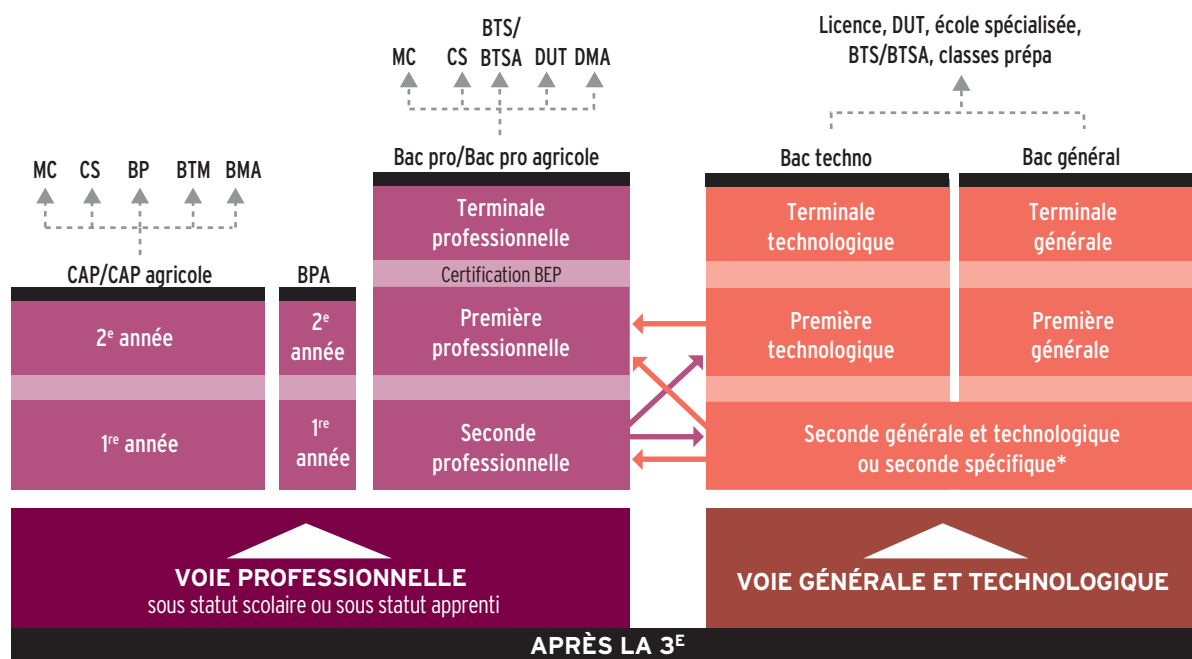 BTS/
MC CS BTSA DUT DMA
Licence, DUT, école spécialisée,
BTS/BTSA, classes prépa
MC CS BP BTM BMA
Bac pro/Bac pro agricole
Bac techno
Bac général
CAP/CAP agricole
BPA
Terminale
professionnelle
Certification BEP
Première
professionnelle
Seconde
professionnelle
2e année
1re année
2e
année
1re
année
Terminale
technologique
Terminale
générale
Première
technologique
Première
générale
Seconde générale et technologique
ou seconde spécifique*
VOIE PROFESSIONNELLE
sous statut scolaire ou sous statut apprenti
VOIE GÉNÉRALE ET TECHNOLOGIQUE
APRÈS LA 3E